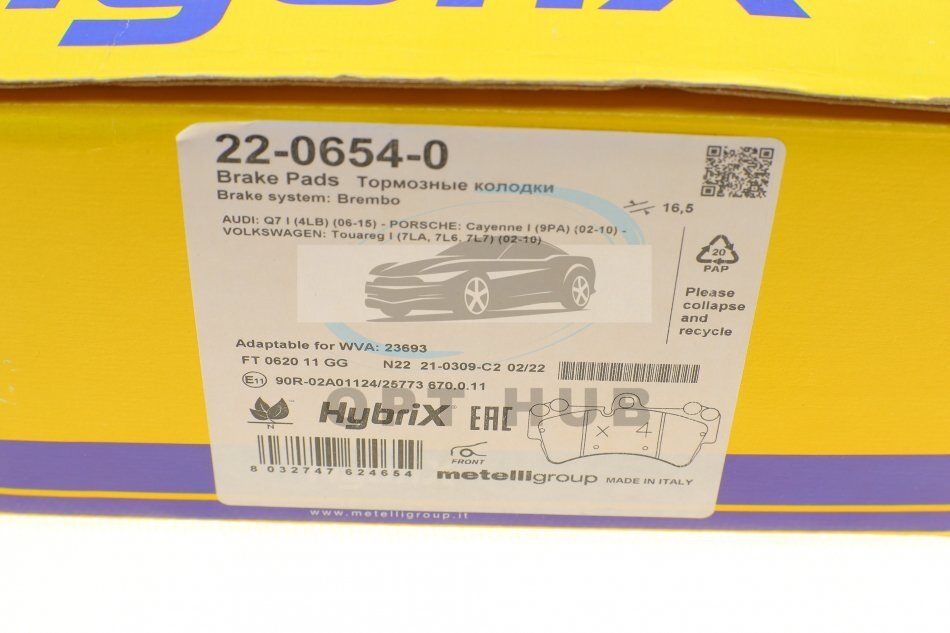 HybriX
22-0654-0
Brake Pads Тормозные колодки
Brake system: Brembo
16,5
AUDI: Q7 I (4LB) (06-15) - PORSCHE: Cayenne I (9PA) (02-10) -
VOLKSWAGEN: Touareg I (7LA, 7L6, 7L7) (02-10)
20
PAP
Please
collapse
and
recycle
Adaptable for WVA: 23693
FT 0620 11 GG N22 21-0309-C2 02/22
E11 90R-02A01124/25773 670.0.11
OPT HUB
N
HybriX EAC
x 4
8 032747 624654
FRONT
metelligroup MADE IN ITALY
www.metelligroup.it